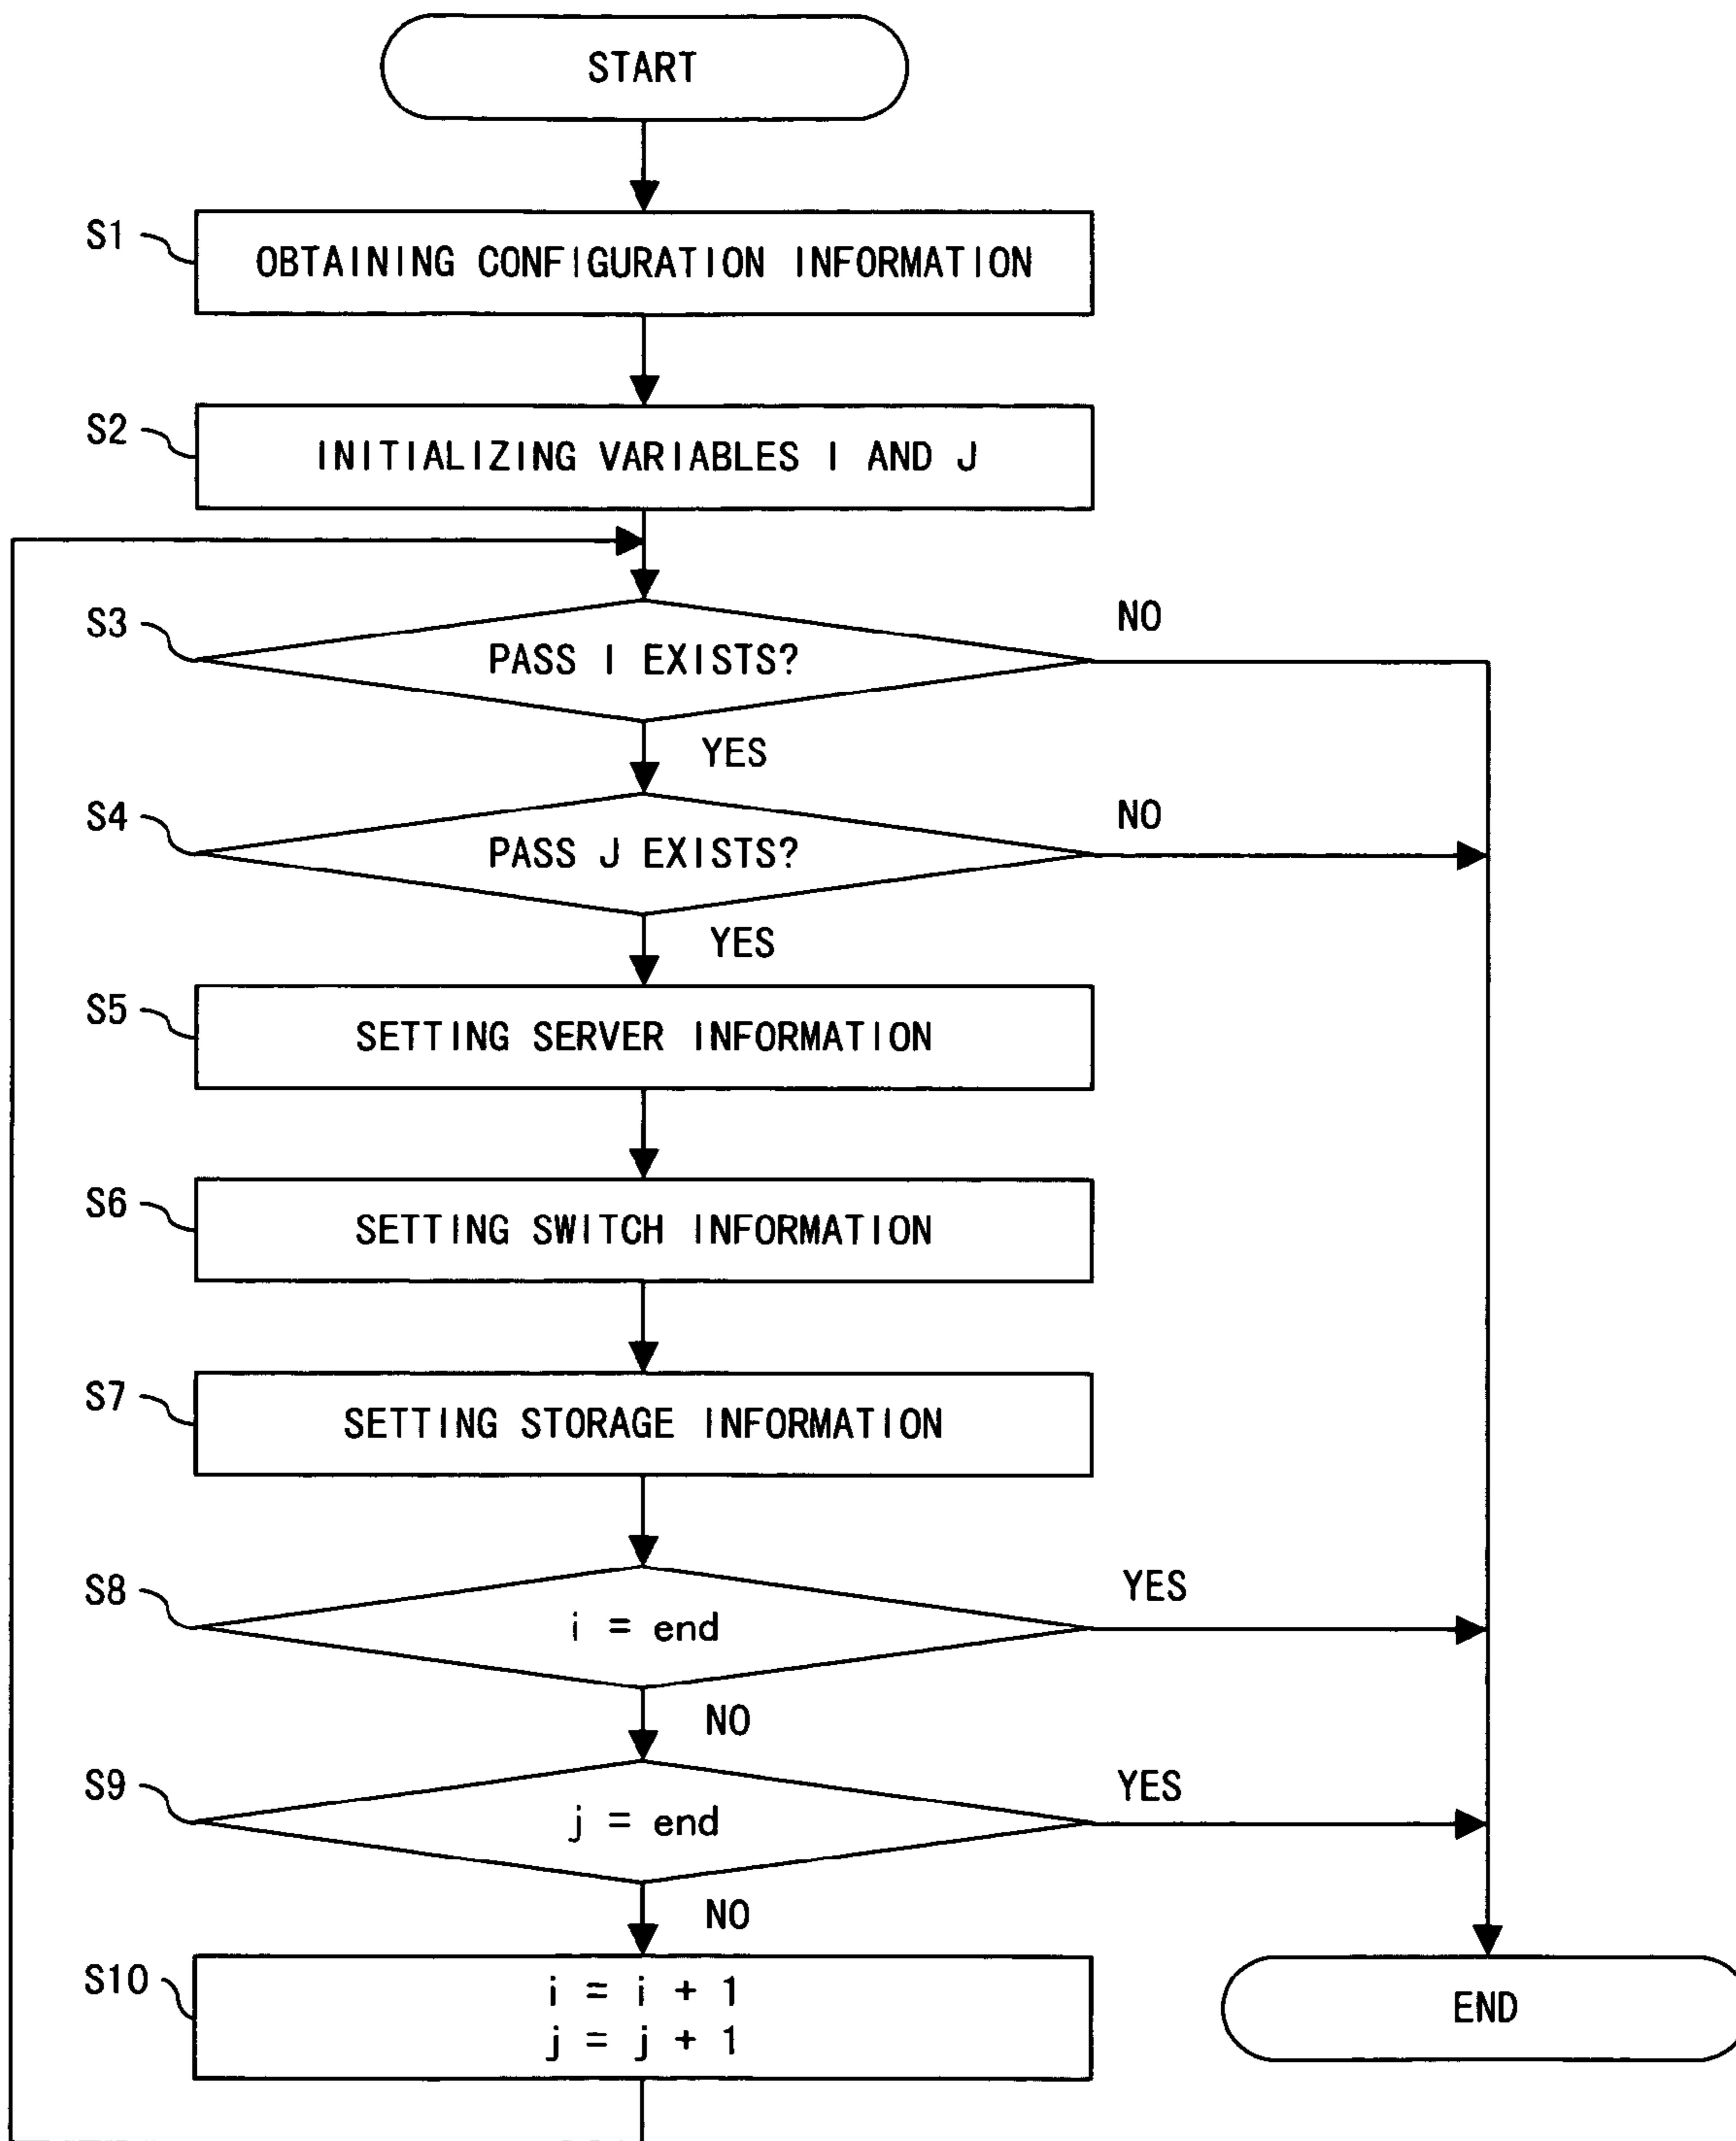 START
S1
OBTAINING CONFIGURATION INFORMATION
S2
INITIALIZING VARIABLES I AND J
S3
PASS I EXISTS?
NO
YES
S4
PASS J EXISTS?
NO
YES
S5
SETTING SERVER INFORMATION
S6
SETTING SWITCH INFORMATION
S7
SETTING STORAGE INFORMATION
S8
i = end
YES
NO
S9
j = end
YES
NO
S10
i = i + 1
j = j + 1
END